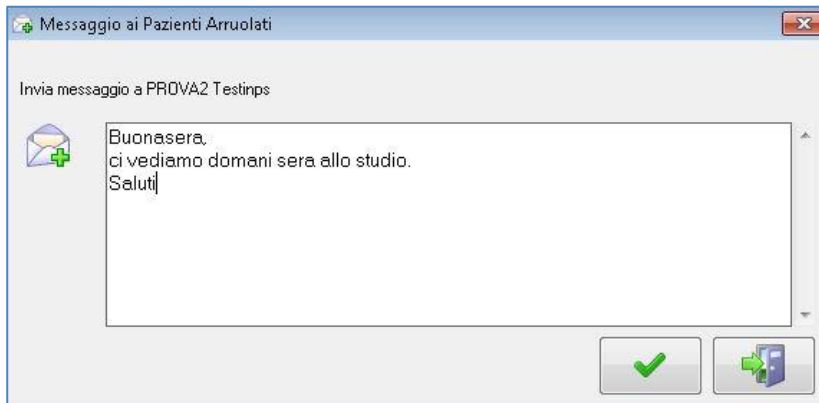 Messaggio ai Pazienti Arruolati
Invia messaggio a PROVA2 Testinps
Buonasera,
ci vediamo domani sera allo studio.
Saluti